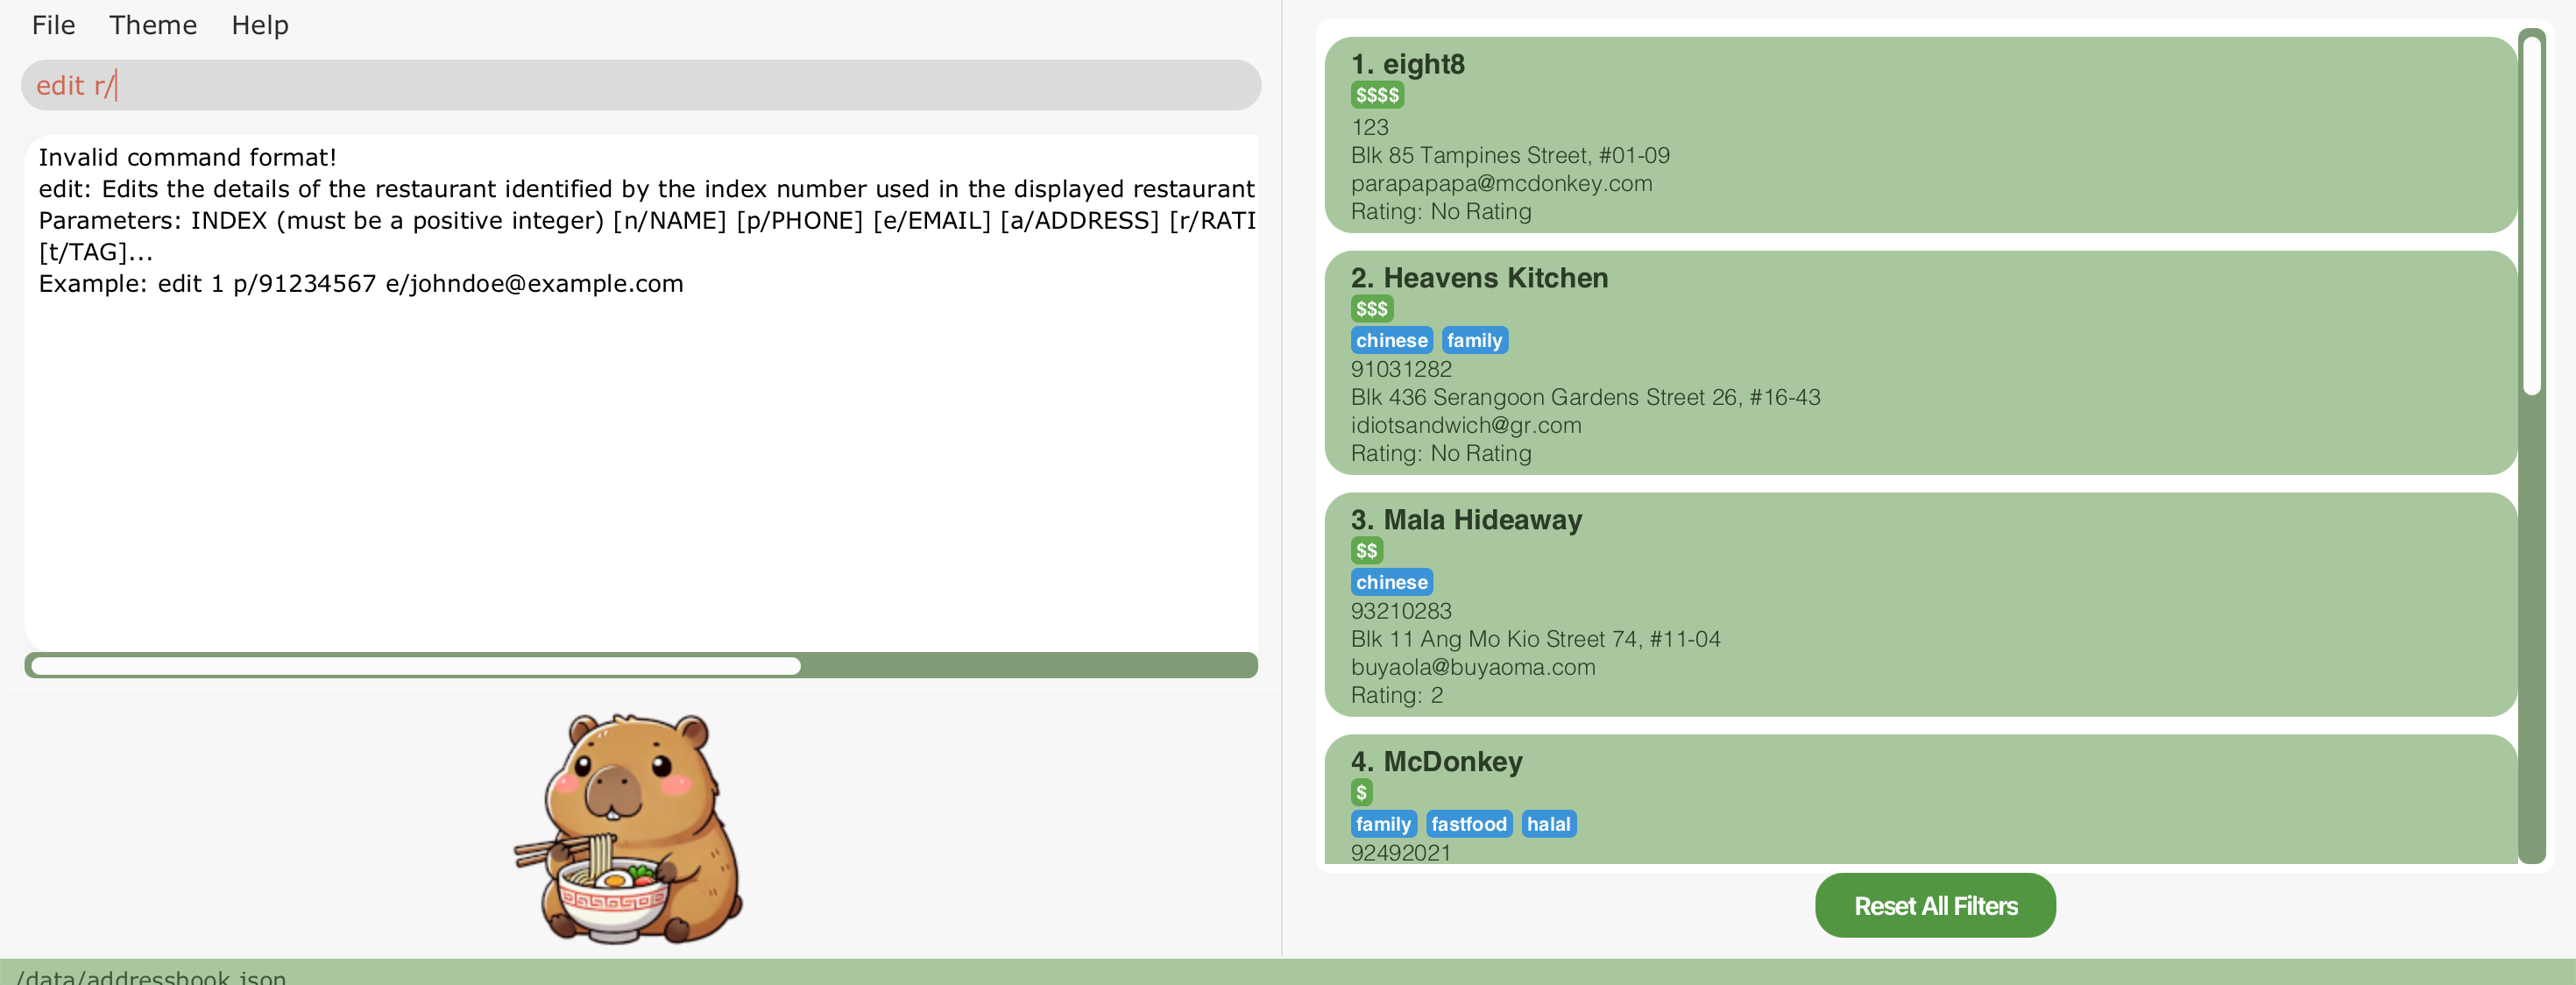 File Theme Help
edit r/
Invalid command format!
edit: Edits the details of the restaurant identified by the index number used in the displayed restaurant
Parameters: INDEX (must be a positive integer) [n/NAME] [p/PHONE] [e/EMAIL] [a/ADDRESS] [r/RATI
[t/TAG]...
Example: edit 1 p/91234567 e/johndoe@example.com
1. eight8
$$$$
123
Blk 85 Tampines Street, #01-09
parapapapa@mcdonkey.com
Rating: No Rating
2. Heavens Kitchen
$$$
chinese family
91031282
Blk 436 Serangoon Gardens Street 26, #16-43
idiotsandwich@gr.com
Rating: No Rating
3. Mala Hideaway
$$
chinese
93210283
Blk 11 Ang Mo Kio Street 74, #11-04
buyaola@buyaoma.com
Rating: 2
4. McDonkey
$
family fastfood halal
92492021
Reset All Filters
/data/addressbook.json